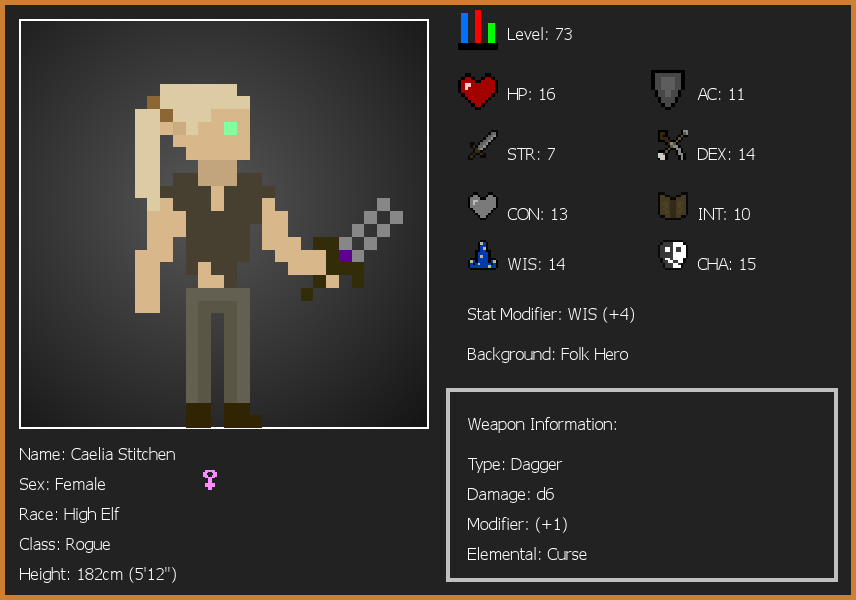 Level: 73
HP: 16
AC: 11
STR: 7
DEX: 14
CON: 13
INT: 10
WIS: 14
CHA: 15
Stat Modifier: WIS (+4)
Background: Folk Hero
Weapon Information:
Type: Dagger
Damage: d6
Modifier: (+1)
Elemental: Curse
Name: Caelia Stitchen
Sex: Female
Race: High Elf
Class: Rogue
Height: 182cm (5'12")